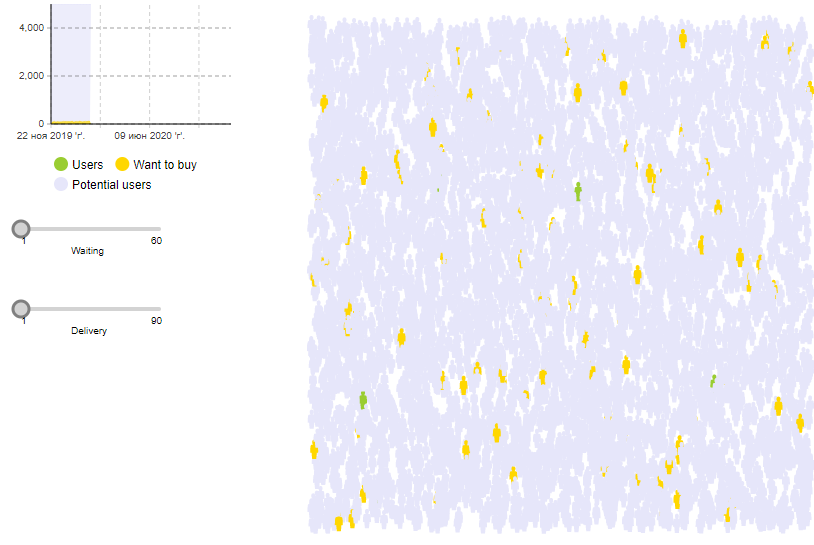 4,000
2,000
0
22 ноя 2019 'г'. 09 июн 2020 'г'.
Users Want to buy
Potential users
1 60
Waiting
1 90
Delivery